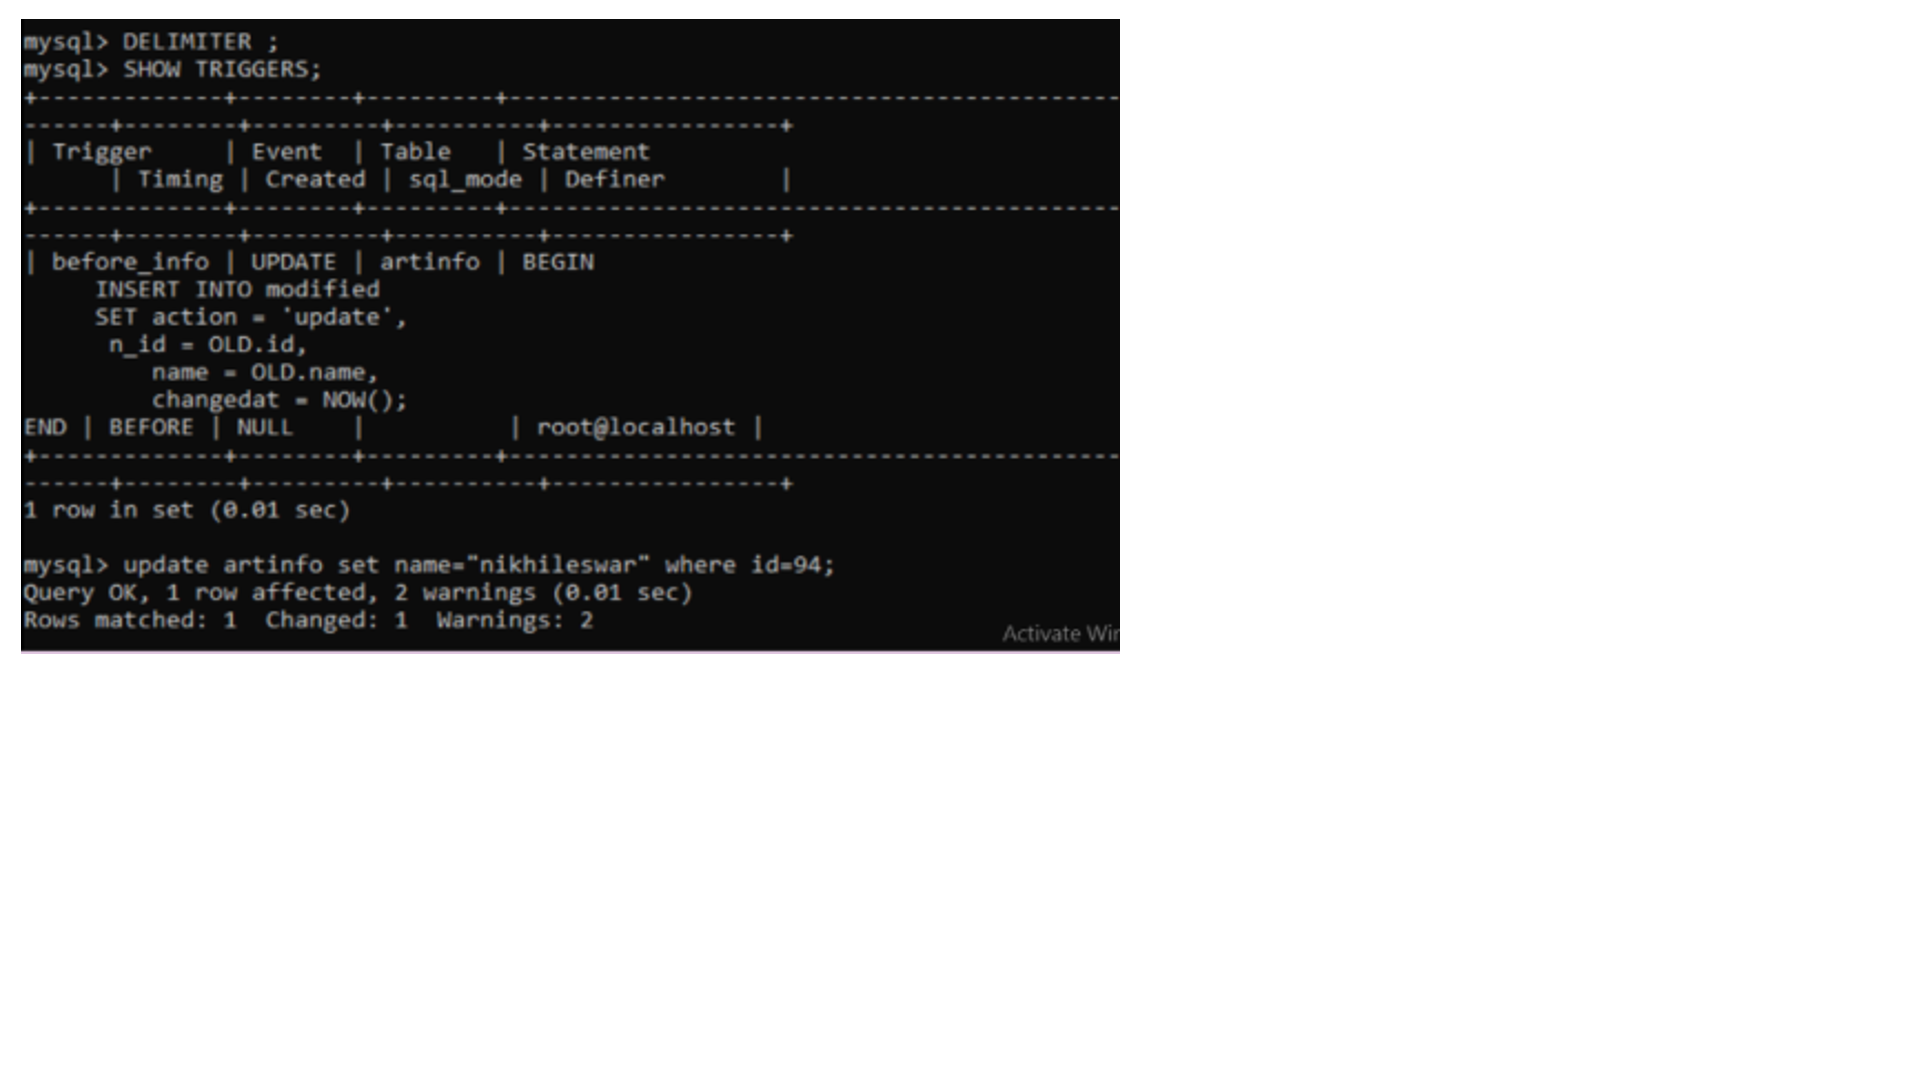 mysql> DELIMITER ;
mysql> SHOW TRIGGERS;
+-------------+--------+---------+-------------------------------------------
------+--------+---------+----------+----------------+
| Trigger     | Event  | Table   | Statement
      | Timing | Created | sql_mode | Definer        |
+-------------+--------+---------+-------------------------------------------
------+--------+---------+----------+----------------+
| before_info | UPDATE | artinfo | BEGIN
     INSERT INTO modified
     SET action = 'update',
      n_id = OLD.id,
         name = OLD.name,
         changedat = NOW();
END | BEFORE | NULL    |          | root@localhost |
+-------------+--------+---------+-------------------------------------------
------+--------+---------+----------+----------------+
1 row in set (0.01 sec)
mysql> update artinfo set name="nikhileswar" where id=94;
Query OK, 1 row affected, 2 warnings (0.01 sec)
Rows matched: 1  Changed: 1  Warnings: 2
Activate Wir